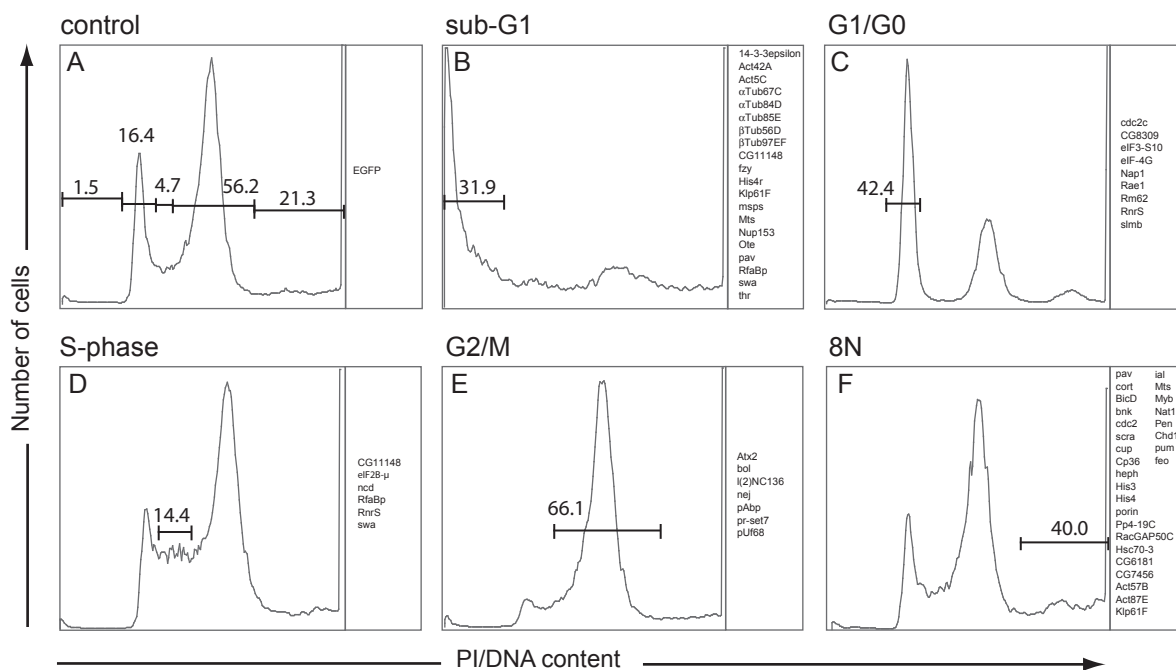 control
sub-G1
G1/G0
A
16.4
1.5
4.7
56.2
21.3
EGFP
B
31.9
14-3-3epsilon
Act42A
Act5C
αTub67C
αTub84D
αTub85E
βTub56D
βTub97EF
CG11148
fzy
His4r
Klp61F
msps
Mts
Nup153
Ote
pav
RfaBp
swa
thr
C
42.4
cdc2c
CG8309
eIF3-S10
eIF-4G
Nap1
Rae1
Rm62
RnrS
slmb
S-phase
G2/M
8N
D
14.4
CG11148
eIF2B-μ
ncd
RfaBp
RnrS
swa
E
66.1
Atx2
bol
l(2)NC136
nej
pAbp
pr-set7
pUf68
F
40.0
pav ial
cort Mts
BicD Myb
bnk Nat1
cdc2 Pen
scra Chd1
cup pum
Cp36 feo
heph
His3
His4
porin
Pp4-19C
RacGAP50C
Hsc70-3
CG6181
CG7456
Act57B
Act87E
Klp61F
Number of cells
PI/DNA content